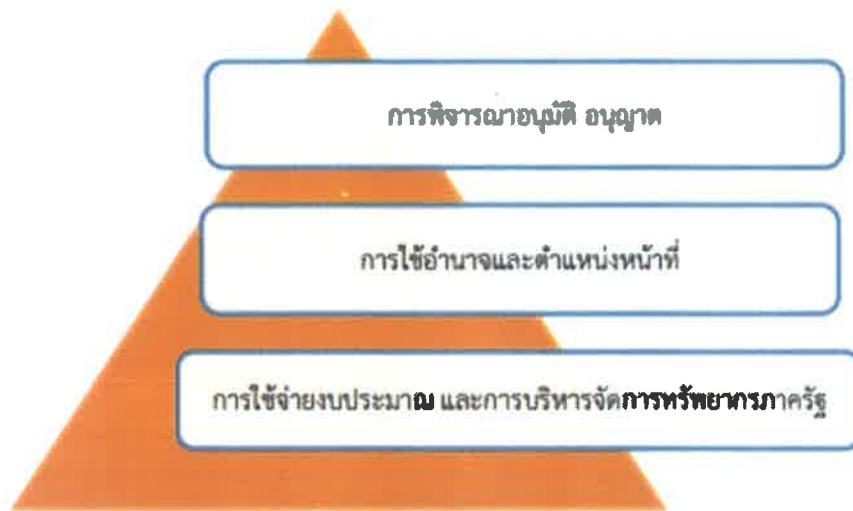 การพิจารณาอนุมัติ อนุญาต
การใช้อำนาจและตำแหน่งหน้าที่
การใช้จ่ายงบประมาณ และการบริหารจัดการทรัพยากรภาครัฐ